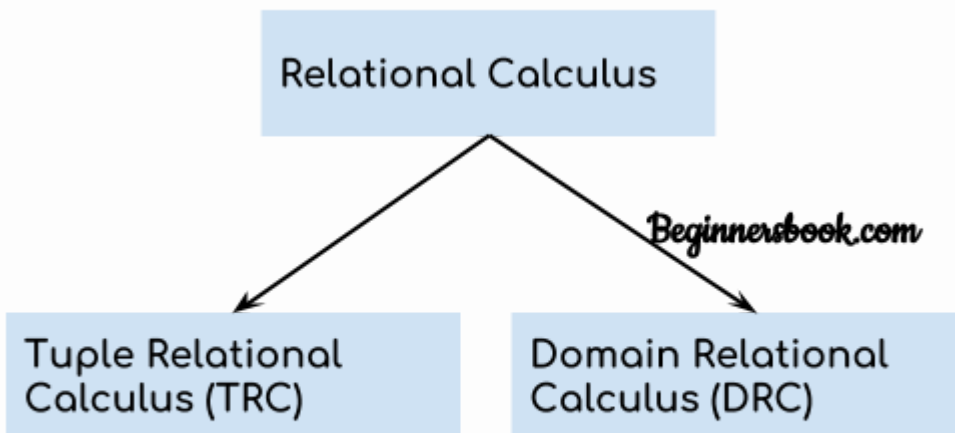 Relational Calculus
Beginnersbook.com
Tuple Relational
Calculus (TRC)
Domain Relational
Calculus (DRC)